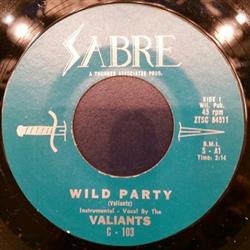 SABRE
A THUNDER ASSOCIATES PROD.
SIDE 1
Wil. Pub.
45 rpm
ZTSC 84511
B.M.I.
S - A1
Time: 2:14
WILD PARTY
(Valiants)
Instrumental - Vocal By The
VALIANTS
C - 103